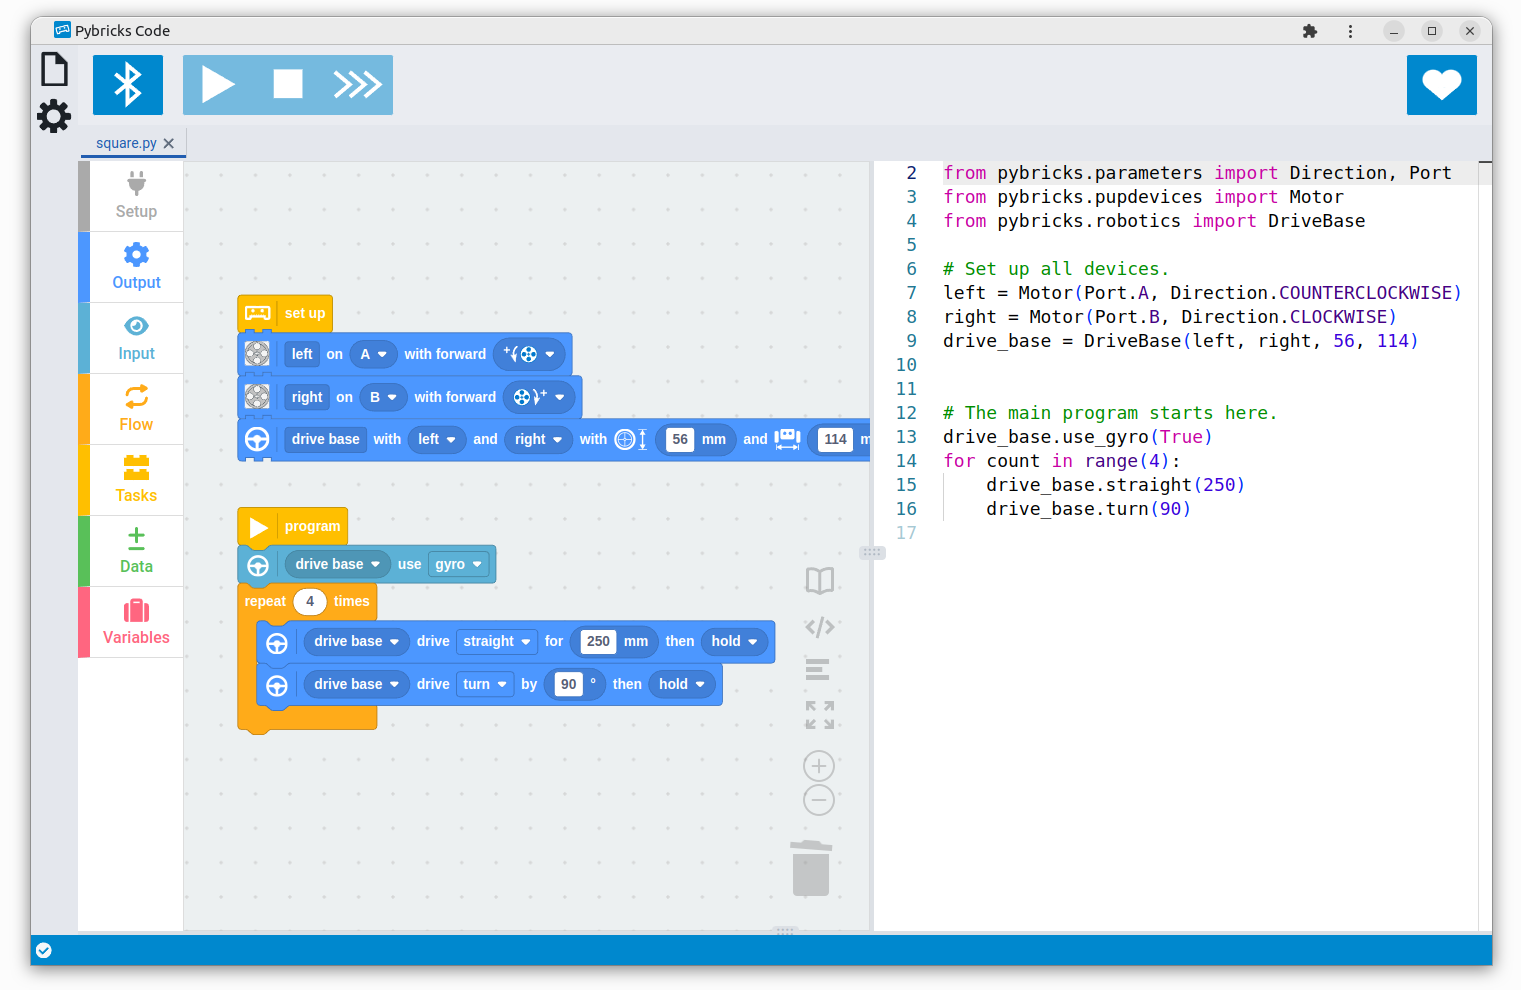 Pybricks Code
square.py
Setup
Output
Input
Flow
Tasks
Data
Variables
set up
left on A with forward +
right on B with forward +
drive base with left and right with 56 mm and 114 m
program
drive base use gyro
repeat 4 times
drive base drive straight for 250 mm then hold
drive base drive turn by 90 ° then hold
2 from pybricks.parameters import Direction, Port
3 from pybricks.pupdevices import Motor
4 from pybricks.robotics import DriveBase
5
6 # Set up all devices.
7 left = Motor(Port.A, Direction.COUNTERCLOCKWISE)
8 right = Motor(Port.B, Direction.CLOCKWISE)
9 drive_base = DriveBase(left, right, 56, 114)
10
11
12 # The main program starts here.
13 drive_base.use_gyro(True)
14 for count in range(4):
15     drive_base.straight(250)
16     drive_base.turn(90)
17